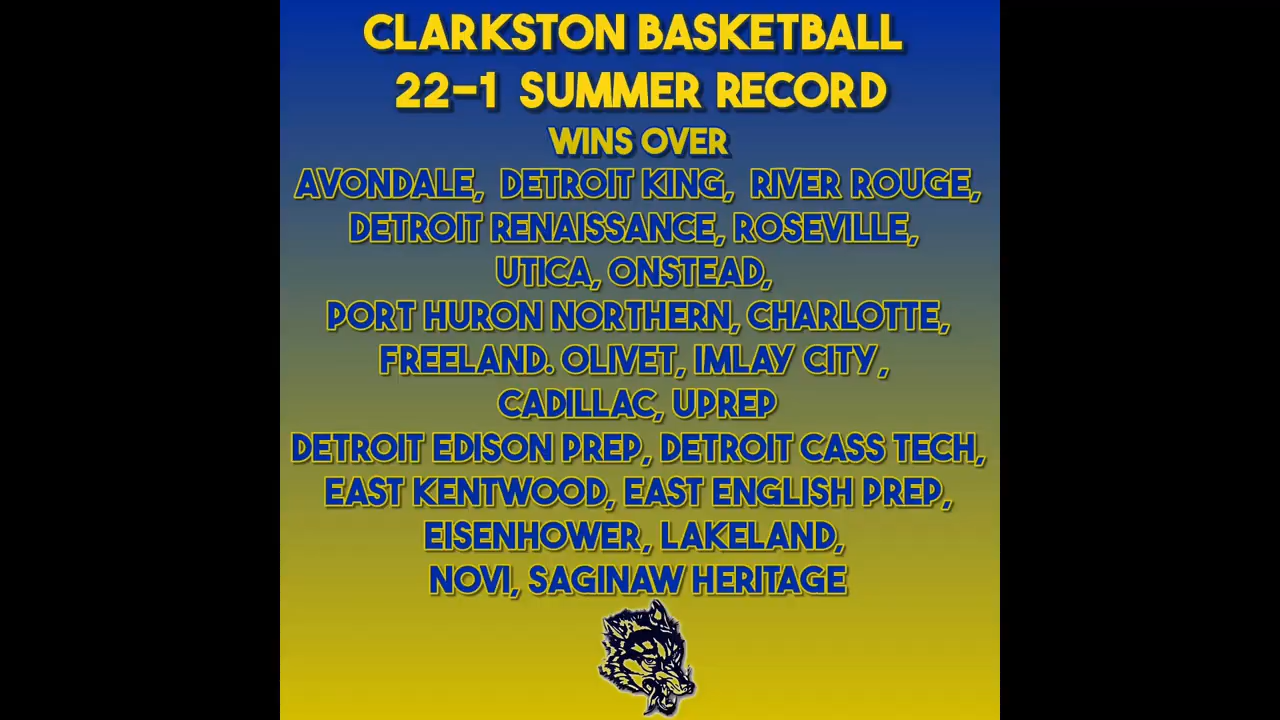 CLARKSTON BASKETBALL
22-1 SUMMER RECORD
WINS OVER
AVONDALE, DETROIT KING, RIVER ROUGE,
DETROIT RENAISSANCE, ROSEVILLE,
UTICA, ONSTEAD,
PORT HURON NORTHERN, CHARLOTTE,
FREELAND. OLIVET, IMLAY CITY,
CADILLAC, UPREP
DETROIT EDISON PREP, DETROIT CASS TECH,
EAST KENTWOOD, EAST ENGLISH PREP,
EISENHOWER, LAKELAND,
NOVI, SAGINAW HERITAGE